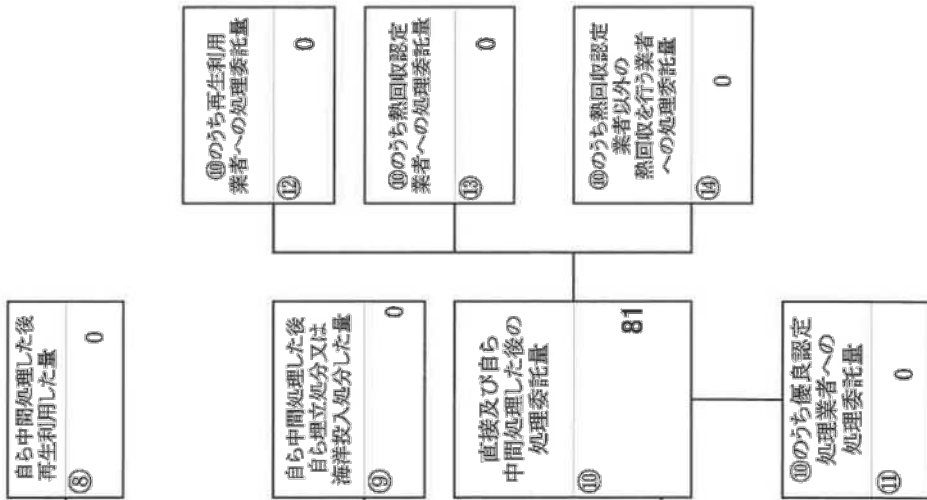 自ら中間処理した後
再生利用した量
⑧
0
自ら中間処理した後
自ら埋立処分又は
海洋投入処分した量
⑨
0
直接及び自ら
中間処理した後の
処理委託量
⑩
81
⑩のうち優良認定
処理業者への
処理委託量
⑪
0
⑩のうち再生利用
業者への処理委託量
⑫
0
⑩のうち熱回収認定
業者への処理委託量
⑬
0
⑩のうち熱回収認定
業者以外の
熱回収を行う業者
への処理委託量
⑭
0